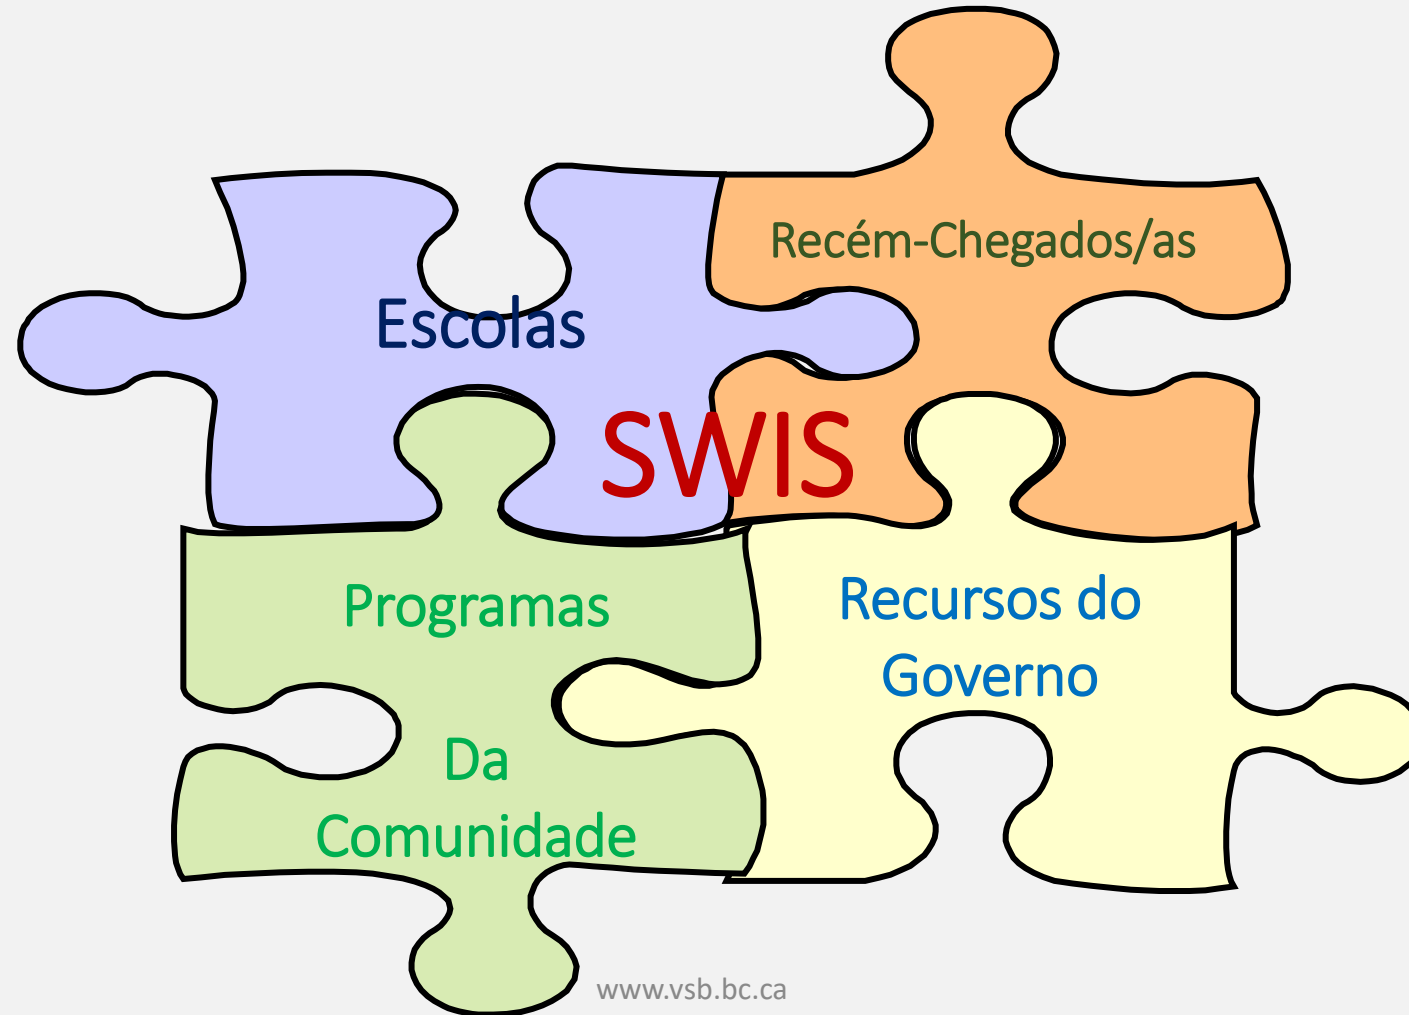 Recém-Chegados/as
Escolas
SWIS
Programas
Da
Comunidade
Recursos do
Governo
www.vsb.bc.ca